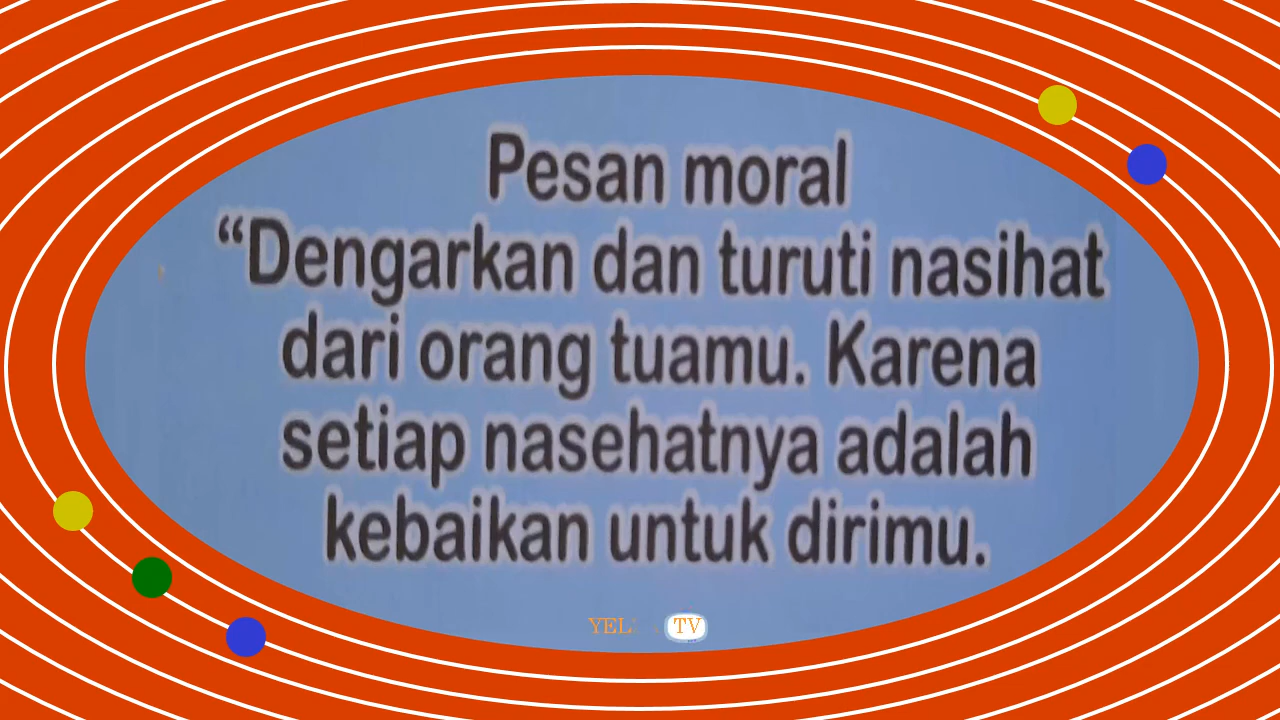 Pesan moral
“Dengarkan dan turuti nasihat
dari orang tuamu. Karena
setiap nasehatnya adalah
kebaikan untuk dirimu.
TV